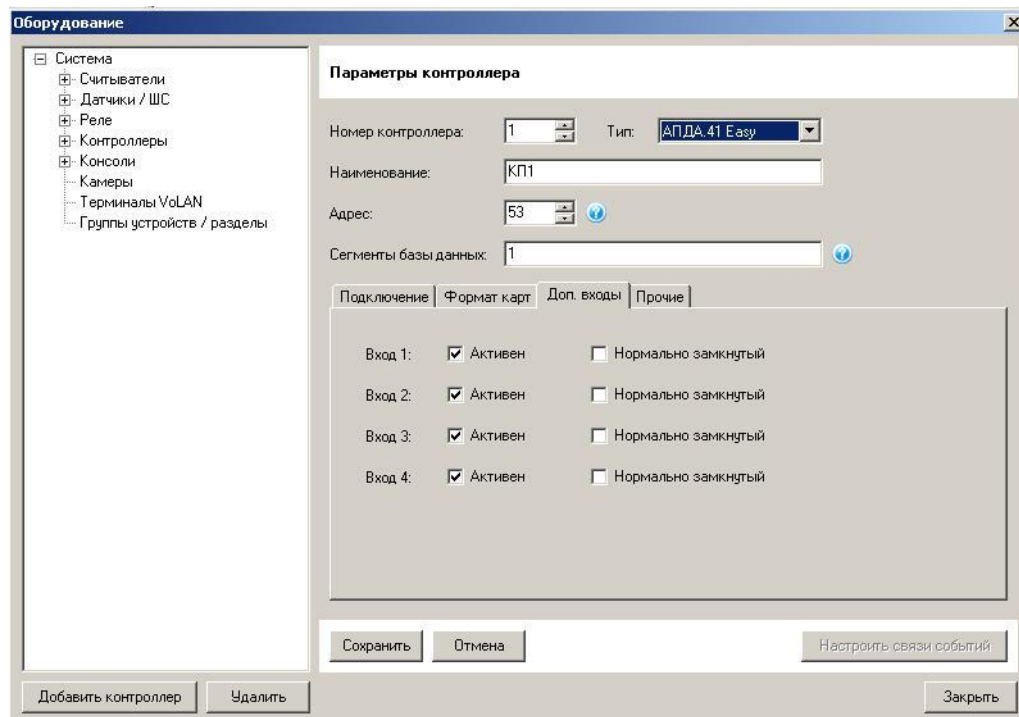 Оборудование
Система
Считыватели
Датчики / ШС
Реле
Контроллеры
Консоли
Камеры
Терминалы VoLAN
Группы устройств / разделы
Параметры контроллера
Номер контроллера: 1 Тип: АПДА.41 Easy
Наименование: КП1
Адрес: 53
Сегменты базы данных: 1
Подключение Формат карт Доп. входы Прочие
Вход 1: Активен Нормально замкнутый
Вход 2: Активен Нормально замкнутый
Вход 3: Активен Нормально замкнутый
Вход 4: Активен Нормально замкнутый
Сохранить Отмена Настроить связи событий
Добавить контроллер Удалить Закрыть